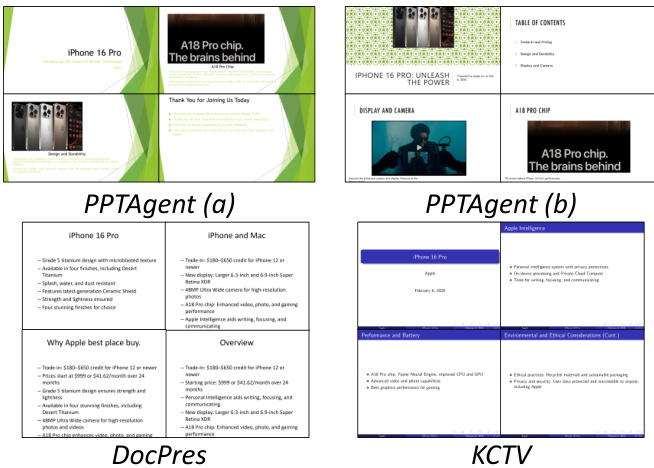 iPhone 16 Pro
A18 Pro chip.
The brains behind
A18 Pro Chip
Design and Durability
Thank You for Joining Us Today
PPTAgent (a)
IPHONE 16 PRO: UNLEASH
THE POWER
TABLE OF CONTENTS
Trade-in and Pricing
Design and Durability
Display and Camera
DISPLAY AND CAMERA
A18 PRO CHIP
A18 Pro chip.
The brains behind
PPTAgent (b)
iPhone 16 Pro
– Grade 5 titanium design with microblasted texture
– Available in four finishes, including Desert
Titanium
– Splash, water, and dust resistant
– Features latest-generation Ceramic Shield
– Strength and lightness ensured
– Four stunning finishes for choice
iPhone and Mac
– Trade-In: $180–$650 credit for iPhone 12 or
newer
– New display: Larger 6.3-inch and 6.9-inch Super
Retina XDR
– 48MP Ultra Wide camera for high-resolution
photos
– A18 Pro chip: Enhanced video, photo, and gaming
performance
– Apple Intelligence aids writing, focusing, and
communicating
Why Apple best place buy.
– Trade-in: $180–$650 credit for iPhone 12 or newer
– Prices start at $999 or $41.62/month over 24
months
– Grade 5 titanium design ensures strength and
lightness
– Available in four stunning finishes, including
Desert Titanium
– 48MP Ultra Wide camera for high-resolution
photos and videos
– A18 Pro chip enhances video, photo, and gaming
Overview
– Trade-in: $180–$650 credit for iPhone 12 or
newer
– Starting price: $999 or $41.62/month over 24
months
– Personal Intelligence aids writing, focusing, and
communicating
– New display: Larger 6.3-inch and 6.9-inch Super
Retina XDR
– A18 Pro chip: Enhanced video, photo, and gaming
performance
DocPres
iPhone 16 Pro
Apple
February 6, 2025
Apple Intelligence
Personal intelligence system with privacy protections
On-device processing and Private Cloud Compute
Tools for writing, focusing, and communicating
Performance and Battery
A18 Pro chip: Faster Neural Engine, improved CPU and GPU
Advanced video and photo capabilities
Best graphics performance for gaming
Environmental and Ethical Considerations (Cont.)
Ethical practices: Recycled materials and sustainable packaging
Privacy and security: User data protected and inaccessible to anyone,
including Apple
KCTV